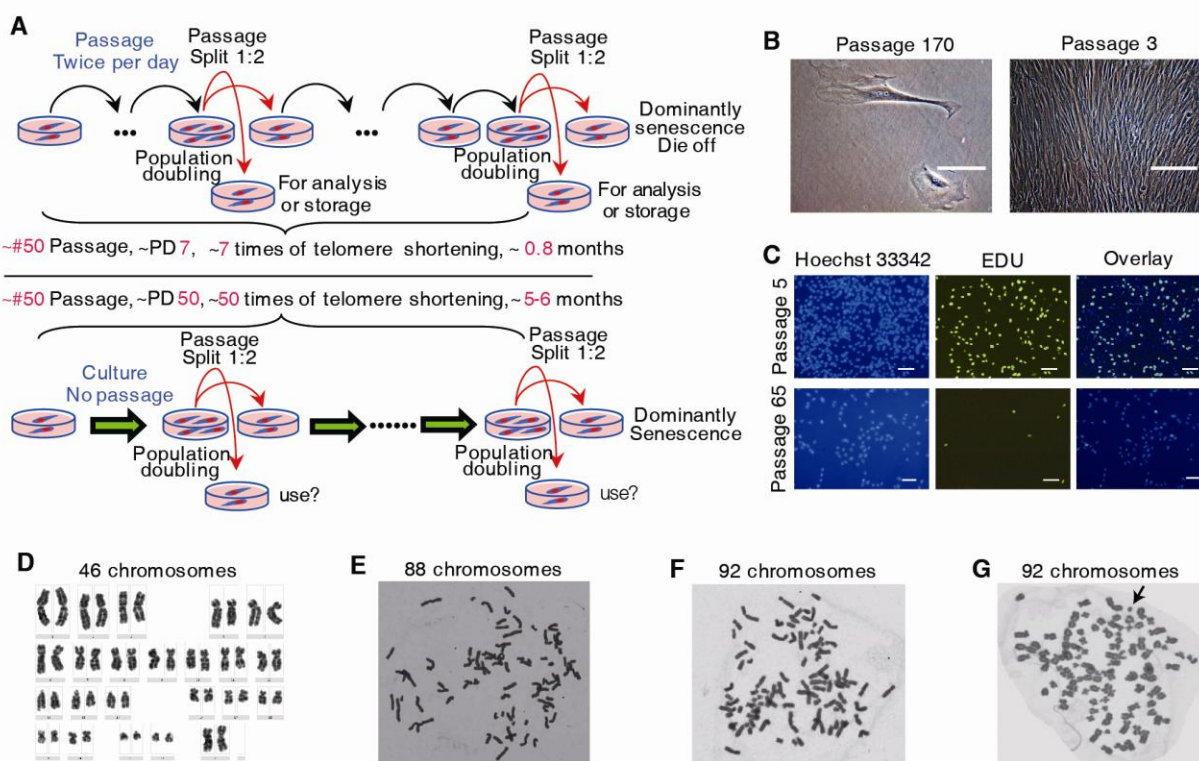 A
Passage
Twice per day
Passage
Split 1:2
Passage
Split 1:2
...
...
Population
doubling
Population
doubling
Dominantly
senescence
Die off
For analysis
or storage
For analysis
or storage
~#50 Passage, ~PD 7, ~7 times of telomere shortening, ~ 0.8 months
~#50 Passage, ~PD 50, ~50 times of telomere shortening, ~ 5-6 months
Passage
Split 1:2
Passage
Split 1:2
Culture
No passage
......
Population
doubling
Population
doubling
Dominantly
Senescence
use?
use?
B
Passage 170
Passage 3
C
Hoechst 33342
EDU
Overlay
Passage 5
Passage 65
D
46 chromosomes
E
88 chromosomes
F
92 chromosomes
G
92 chromosomes